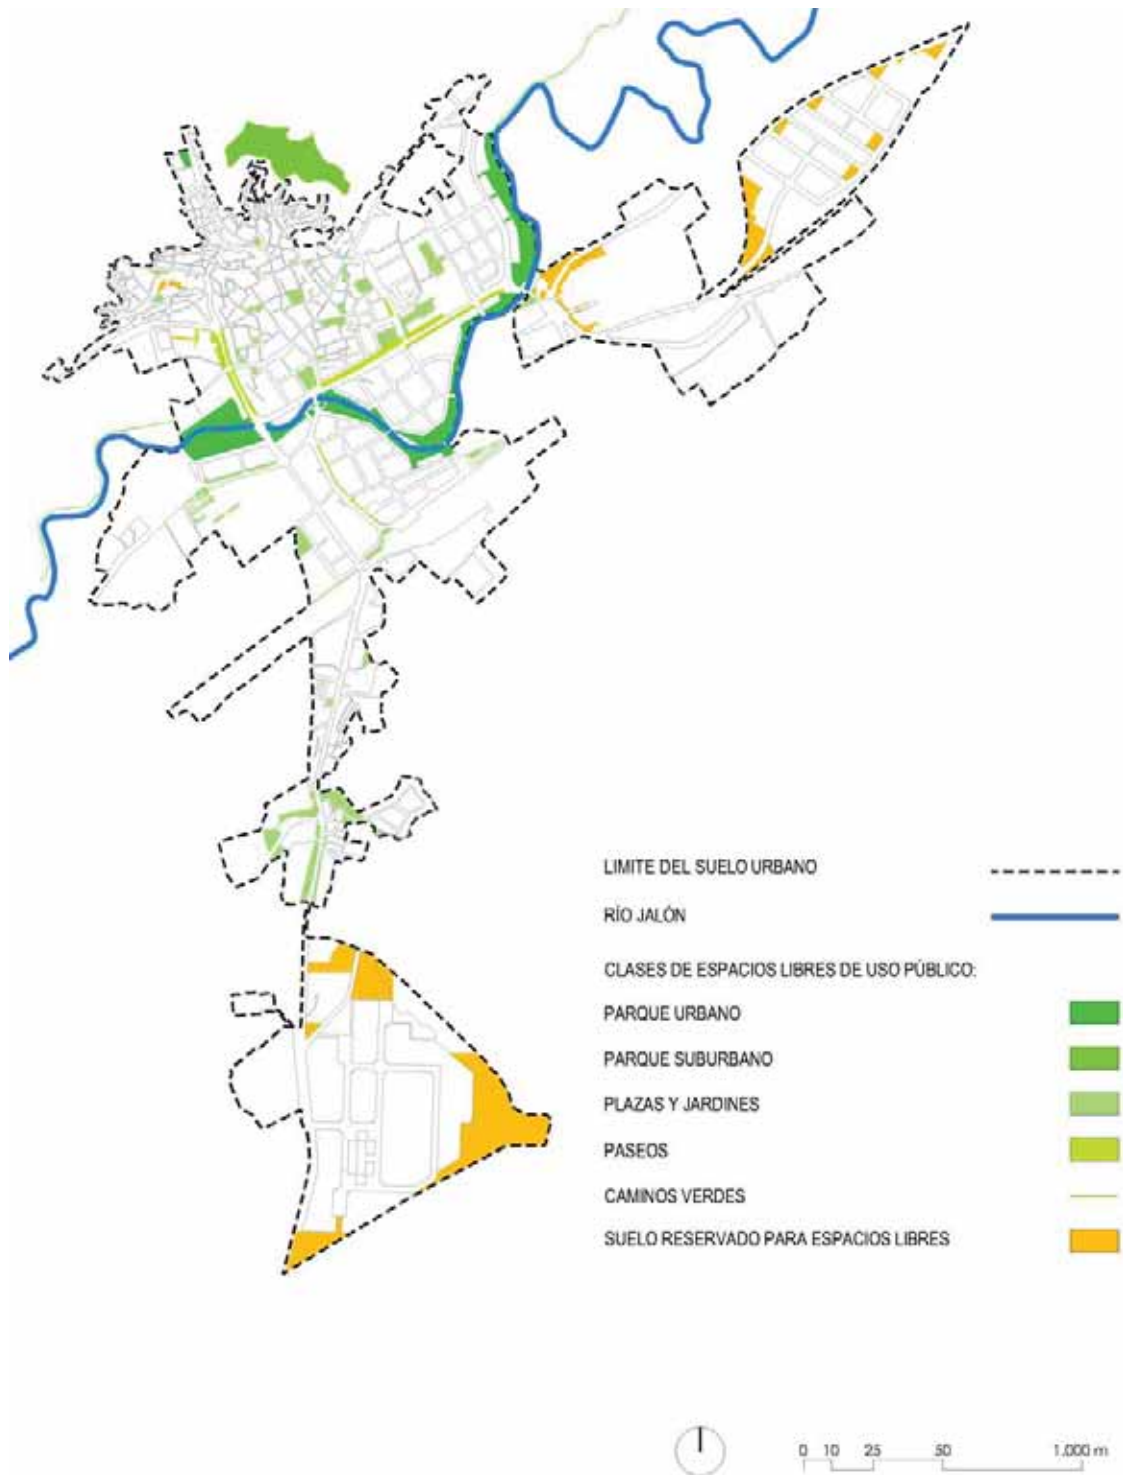 LIMITE DEL SUELO URBANO
RÍO JALÓN
CLASES DE ESPACIOS LIBRES DE USO PÚBLICO:
PARQUE URBANO
PARQUE SUBURBANO
PLAZAS Y JARDINES
PASEOS
CAMINOS VERDES
SUELO RESERVADO PARA ESPACIOS LIBRES
0 10 25 50 1.000 m